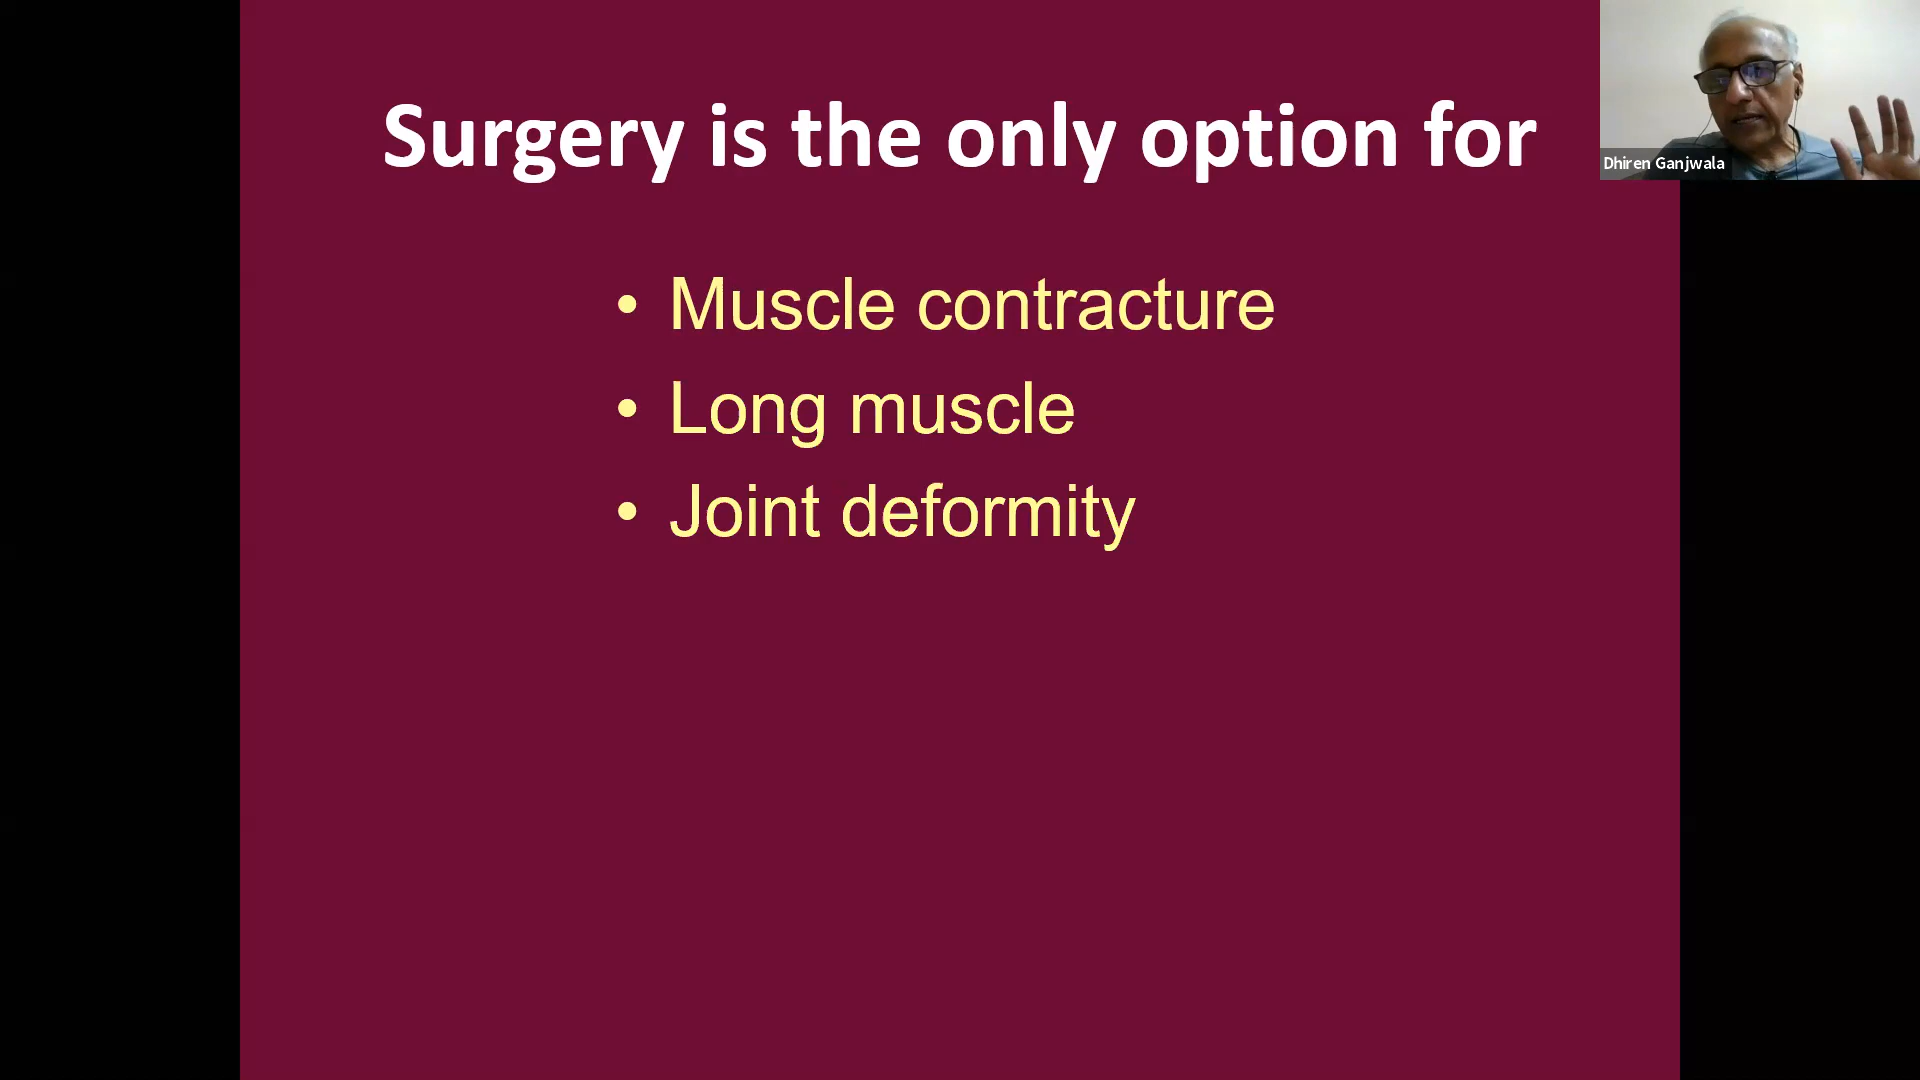 Surgery is the only option for
• Muscle contracture
• Long muscle
• Joint deformity
Dhiren Ganjwala